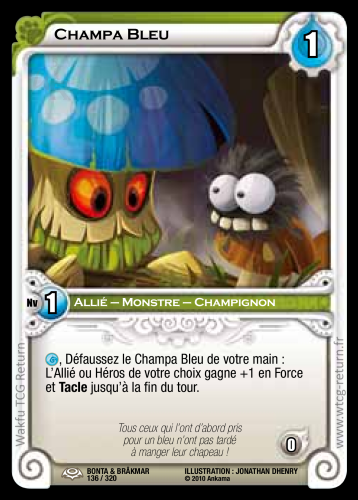 Champa Bleu
1
Nv 1 Allié – Monstre – Champignon
, Défaussez le Champa Bleu de votre main :
L'Allié ou Héros de votre choix gagne +1 en Force
et Tacle jusqu'à la fin du tour.
Tous ceux qui l'ont d'abord pris
pour un bleu n'ont pas tardé
à manger leur chapeau !
0
BONTA & BRÂKMAR
136 / 320
ILLUSTRATION : JONATHAN DHENRY
© 2010 Ankama
Wakfu TCG Return
www.wtcg-return.fr